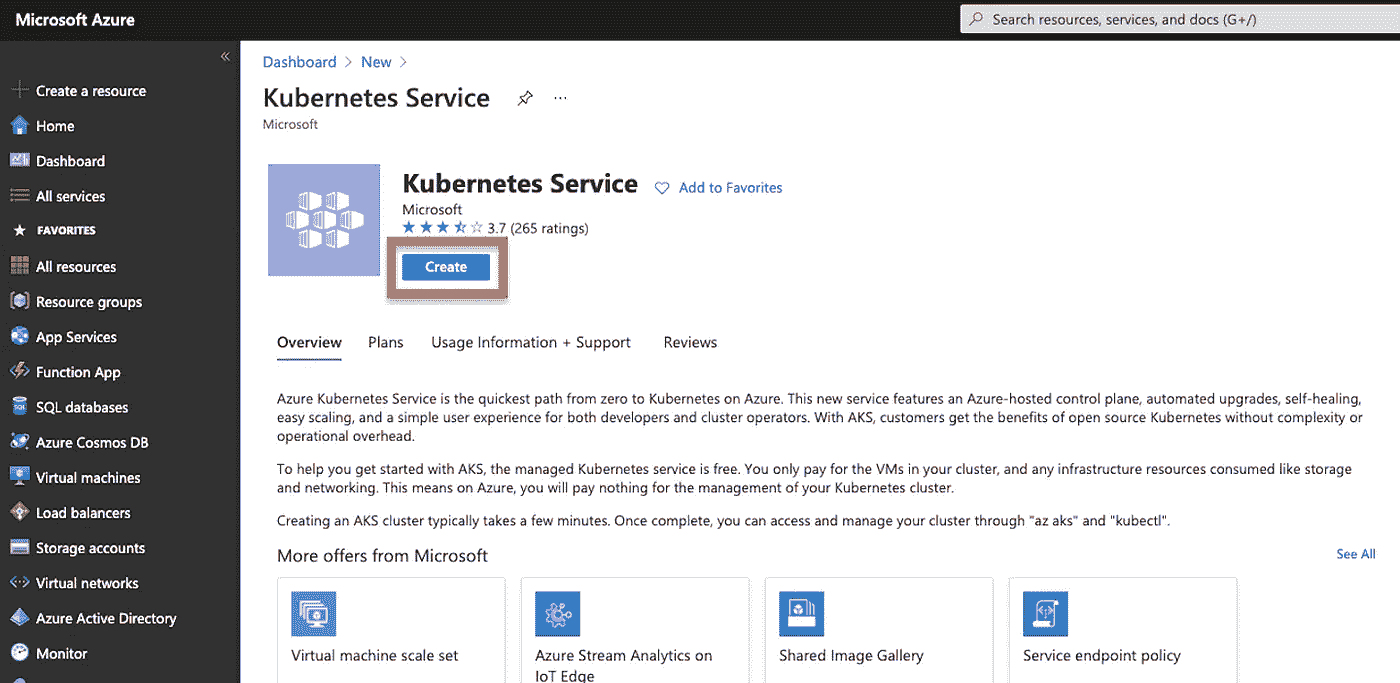 Microsoft Azure
Search resources, services, and docs (G+/)
«
Create a resource
Home
Dashboard
All services
FAVORITES
All resources
Resource groups
App Services
Function App
SQL databases
Azure Cosmos DB
Virtual machines
Load balancers
Storage accounts
Virtual networks
Azure Active Directory
Monitor
Dashboard > New >
Kubernetes Service ...
Microsoft
Kubernetes Service Add to Favorites
Microsoft
3.7 (265 ratings)
Create
Overview Plans Usage Information + Support Reviews
Azure Kubernetes Service is the quickest path from zero to Kubernetes on Azure. This new service features an Azure-hosted control plane, automated upgrades, self-healing,
easy scaling, and a simple user experience for both developers and cluster operators. With AKS, customers get the benefits of open source Kubernetes without complexity or
operational overhead.
To help you get started with AKS, the managed Kubernetes service is free. You only pay for the VMs in your cluster, and any infrastructure resources consumed like storage
and networking. This means on Azure, you will pay nothing for the management of your Kubernetes cluster.
Creating an AKS cluster typically takes a few minutes. Once complete, you can access and manage your cluster through "az aks" and "kubectl".
More offers from Microsoft See All
Virtual machine scale set
Azure Stream Analytics on
IoT Edge
Shared Image Gallery
Service endpoint policy